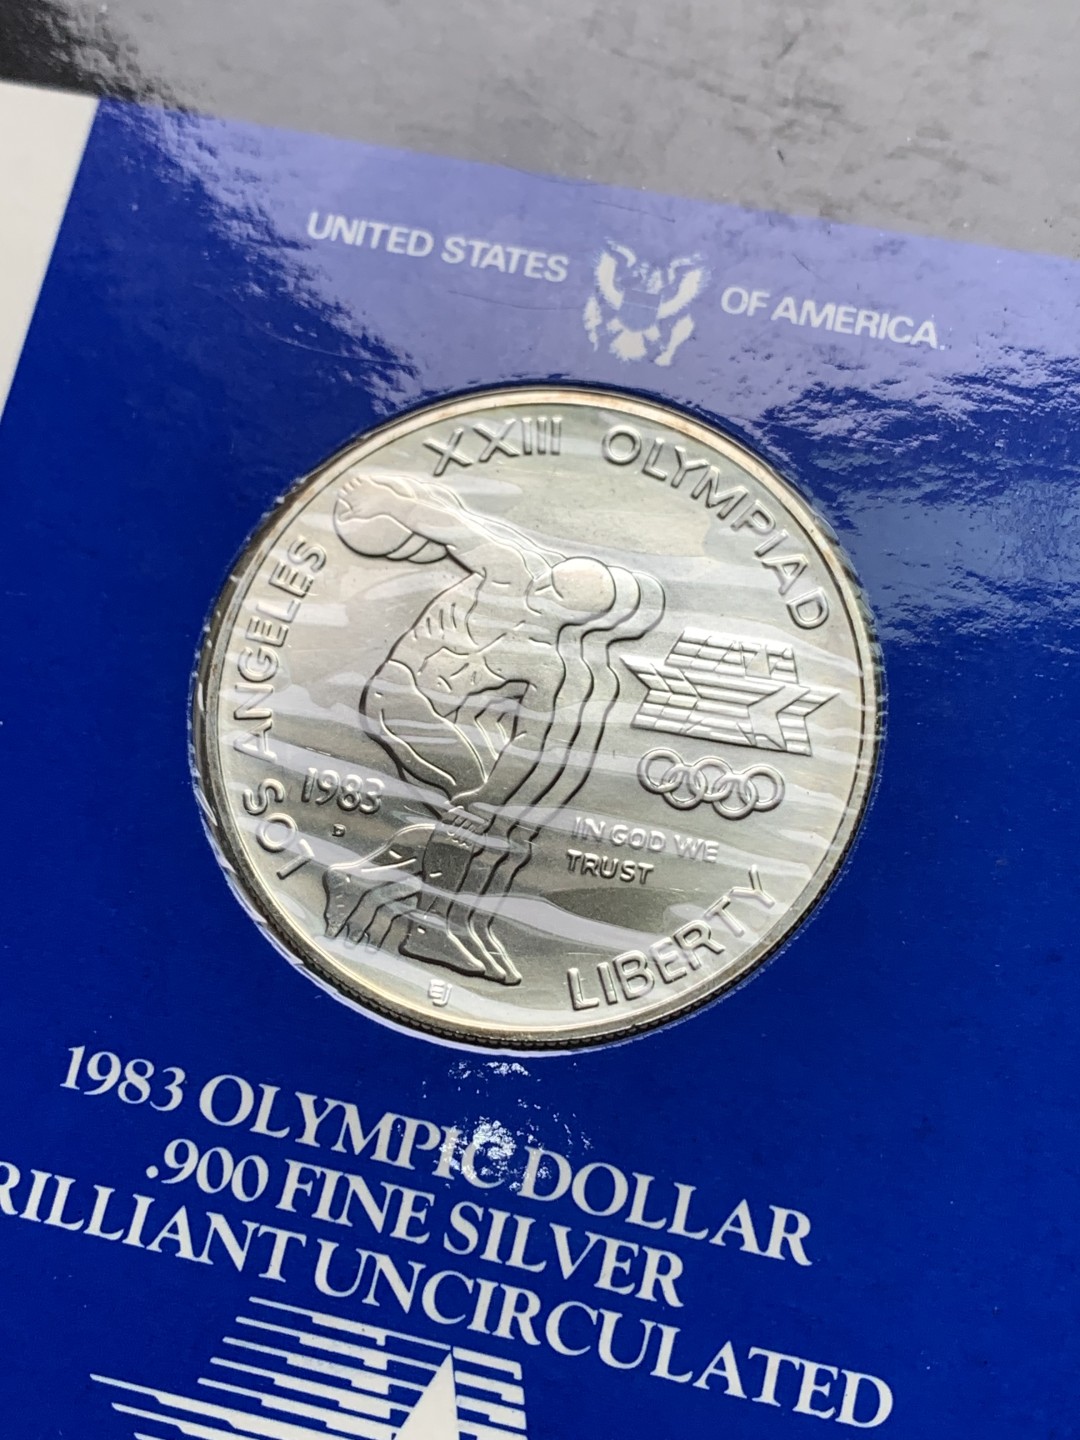 UNITED STATES OF AMERICA.
XXIII OLYMPIAD
LOS ANGELES
1983
D
IN GOD WE
TRUST
LIBERTY
EJ
1983 OLYMPIC DOLLAR
.900 FINE SILVER
RILLIANT UNCIRCULATED